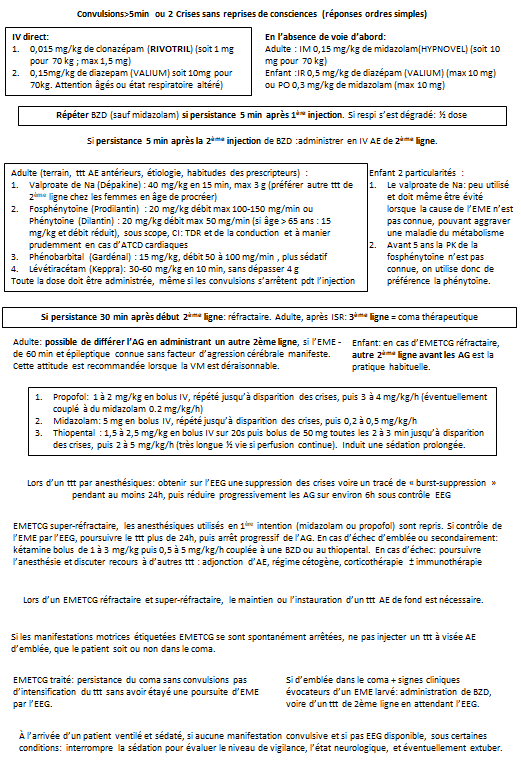 Convulsions>5min ou 2 Crises sans reprises de consciences (réponses ordres simples)
IV direct:
1. 0,015 mg/kg de clonazépam (RIVOTRIL) (soit 1 mg
pour 70 kg ; max 1,5 mg)
2. 0,15mg/kg de diazepam (VALIUM) soit 10mg pour
70kg. Attention âgés ou état respiratoire altéré)
En l'absence de voie d'abord:
Adulte : IM 0,15 mg/kg de midazolam(HYPNOVEL) (soit 10
mg pour 70 kg)
Enfant :IR 0,5 mg/kg de diazépam (VALIUM) (max 10 mg)
ou PO 0,3 mg/kg de midazolam (max 10 mg)
Répéter BZD (sauf midazolam) si persistance 5 min après 1ère injection. Si respi s'est dégradé: ½ dose
Si persistance 5 min après la 2ème injection de BZD :administrer en IV AE de 2ème ligne.
Adulte (terrain, ttt AE antérieurs, étiologie, habitudes des prescripteurs) :
1. Valproate de Na (Dépakine) : 40 mg/kg en 15 min, max 3 g (préférer autre ttt de
2ème ligne chez les femmes en âge de procréer)
2. Fosphénytoïne (Prodilantin) : 20 mg/kg débit max 100-150 mg/min ou
Phénytoïne (Dilantin) : 20 mg/kg débit max 50 mg/min (si âge > 65 ans : 15
mg/kg et débit réduit), sous scope, CI: TDR et de la conduction et à manier
prudemment en cas d'ATCD cardiaques
3. Phénobarbital (Gardénal) : 15 mg/kg, débit 50 à 100 mg/min , plus sédatif
4. Lévétiracétam (Keppra): 30-60 mg/kg en 10 min, sans dépasser 4 g
Toute la dose doit être administrée, même si les convulsions s'arrêtent pdt l'injection
Enfant 2 particularités :
1. Le valproate de Na: peu utilisé
et doit même être évité
lorsque la cause de l'EME n'est
pas connue, pouvant aggraver
une maladie du métabolisme
2. Avant 5 ans la PK de la
fosphénytoïne n'est pas
connue, on utilise donc de
préférence la phénytoïne.
Si persistance 30 min après début 2ème ligne: réfractaire. Adulte, après ISR: 3ème ligne = coma thérapeutique
Adulte: possible de différer l'AG en administrant un autre 2ème ligne, si l'EME -
de 60 min et épileptique connue sans facteur d'agression cérébrale manifeste.
Cette attitude est recommandée lorsque la VM est déraisonnable.
Enfant: en cas d'EMETCG réfractaire,
autre 2ème ligne avant les AG est la
pratique habituelle.
1. Propofol: 1 à 2 mg/kg en bolus IV, répété jusqu'à disparition des crises, puis 3 à 4 mg/kg/h (éventuellement
couplé à du midazolam 0.2 mg/kg/h)
2. Midazolam: 5 mg en bolus IV, répété jusqu'à disparition des crises, puis 0,2 à 0,5 mg/kg/h
3. Thiopental : 1,5 à 2,5 mg/kg en bolus IV sur 20s puis bolus de 50 mg toutes les 2 à 3 min jusqu'à disparition
des crises, puis 2 à 5 mg/kg/h (très longue ½ vie si perfusion continue). Induit une sédation prolongée.
Lors d'un ttt par anesthésiques: obtenir sur l'EEG une suppression des crises voire un tracé de « burst-suppression »
pendant au moins 24h, puis réduire progressivement les AG sur environ 6h sous contrôle EEG
EMETCG super-réfractaire, les anesthésiques utilisés en 1ère intention (midazolam ou propofol) sont repris. Si contrôle de
l'EME par l'EEG, poursuivre le ttt plus de 24h, puis arrêt progressif de l'AG. En cas d'échec d'emblée ou secondairement:
kétamine bolus de 1 à 3 mg/kg puis 0,5 à 5 mg/kg/h couplée à une BZD ou au thiopental. En cas d'échec: poursuivre
l'anesthésie et discuter recours à d'autres ttt : adjonction d'AE, régime cétogène, corticothérapie ± immunothérapie
Lors d'un EMETCG réfractaire et super-réfractaire, le maintien ou l'instauration d'un ttt AE de fond est nécessaire.
Si les manifestations motrices étiquetées EMETCG se sont spontanément arrêtées, ne pas injecter un ttt à visée AE
d'emblée, que le patient soit ou non dans le coma.
EMETCG traité: persistance du coma sans convulsions pas
d'intensification du ttt sans avoir étayé une poursuite d'EME
par l'EEG.
Si d'emblée dans le coma + signes cliniques
évocateurs d'un EME larvé: administration de BZD,
voire d'un ttt de 2ème ligne en attendant l'EEG.
À l'arrivée d'un patient ventilé et sédaté, si aucune manifestation convulsive et si pas EEG disponible, sous certaines
conditions: interrompre la sédation pour évaluer le niveau de vigilance, l'état neurologique, et éventuellement extuber.